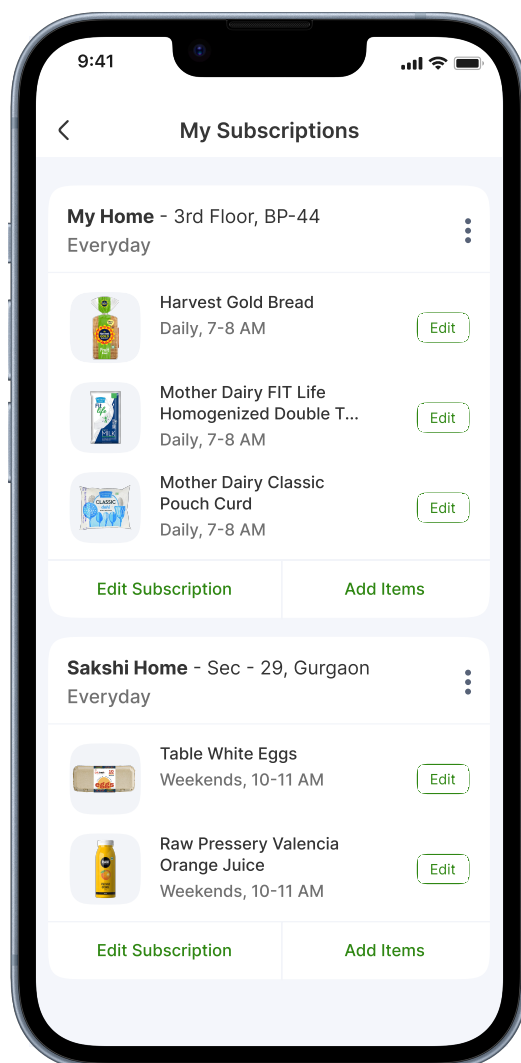 9:41
My Subscriptions
My Home - 3rd Floor, BP-44
Everyday
Harvest Gold Bread
Daily, 7-8 AM
Edit
Mother Dairy FIT Life
Homogenized Double T...
Daily, 7-8 AM
Edit
MILK
Mother Dairy Classic
Pouch Curd
Daily, 7-8 AM
Edit
CLASSIC
Edit Subscription
Add Items
Sakshi Home - Sec - 29, Gurgaon
Everyday
Table White Eggs
Weekends, 10-11 AM
Edit
eggs
Raw Pressery Valencia
Orange Juice
Weekends, 10-11 AM
Edit
Edit Subscription
Add Items